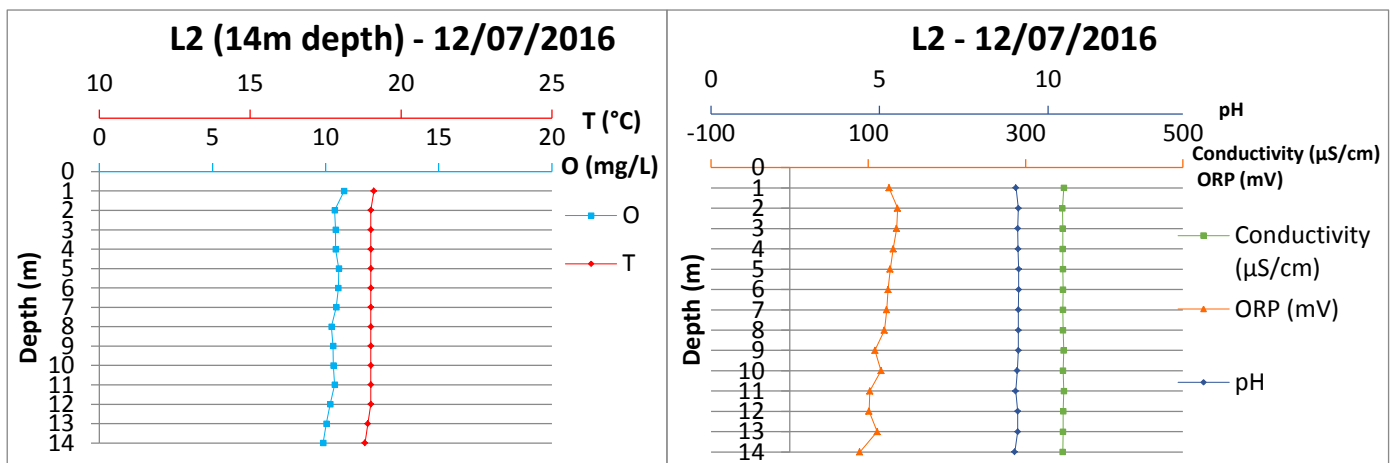 L2 (14m depth) - 12/07/2016
10 15 20 25
T (°C)
0 5 10 15 20
O (mg/L)
Depth (m)
0
1
2
3
4
5
6
7
8
9
10
11
12
13
14
O
T
L2 - 12/07/2016
0 5 10
pH
-100 100 300 500
Conductivity (µS/cm)
ORP (mV)
Depth (m)
0
1
2
3
4
5
6
7
8
9
10
11
12
13
14
Conductivity
(µS/cm)
ORP (mV)
pH